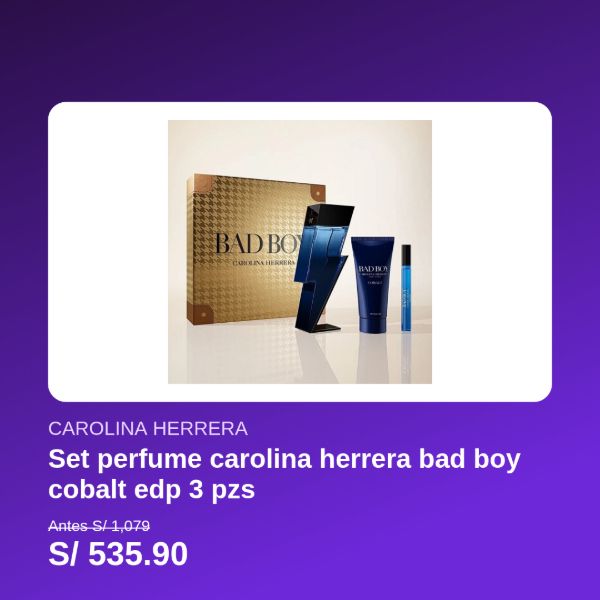 BAD BOY
CAROLINA HERRERA
BAD BOY
COBALT
CAROLINA HERRERA
Set perfume carolina herrera bad boy
cobalt edp 3 pzs
Antes S/ 1,079
S/ 535.90